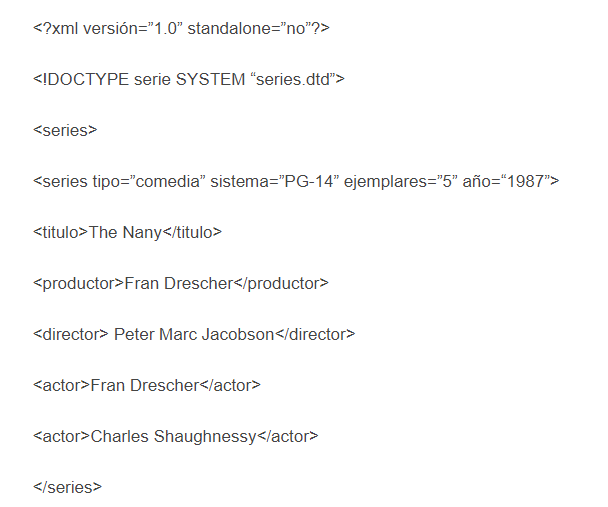 <?xml versión=”1.0” standalone=”no”?>
<!DOCTYPE serie SYSTEM “series.dtd”>
<series>
<series tipo=”comedia” sistema=”PG-14” ejemplares=”5” año=“1987”>
<titulo>The Nany</titulo>
<productor>Fran Drescher</productor>
<director> Peter Marc Jacobson</director>
<actor>Fran Drescher</actor>
<actor>Charles Shaughnessy</actor>
</series>